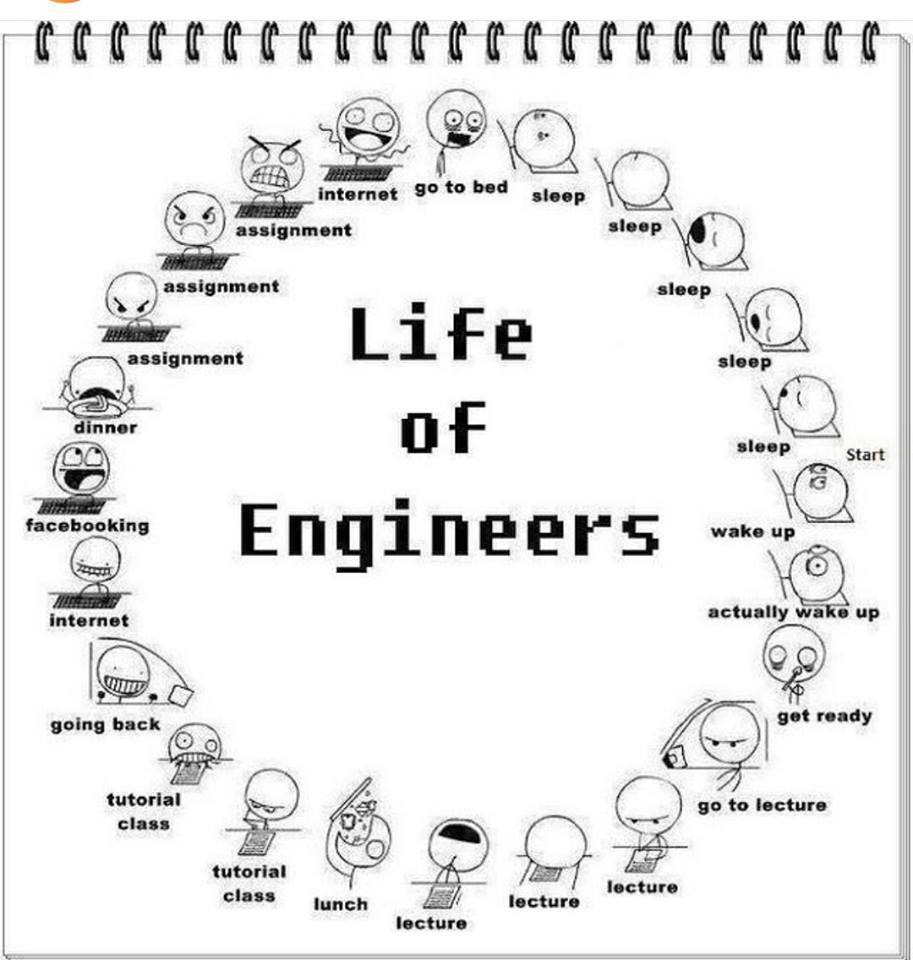 Life
of
Engineers
Start
wake up
actually wake up
get ready
go to lecture
lecture
lecture
lecture
lunch
tutorial
class
tutorial
class
going back
internet
facebooking
dinner
assignment
assignment
assignment
internet
go to bed
sleep
sleep
sleep
sleep
sleep